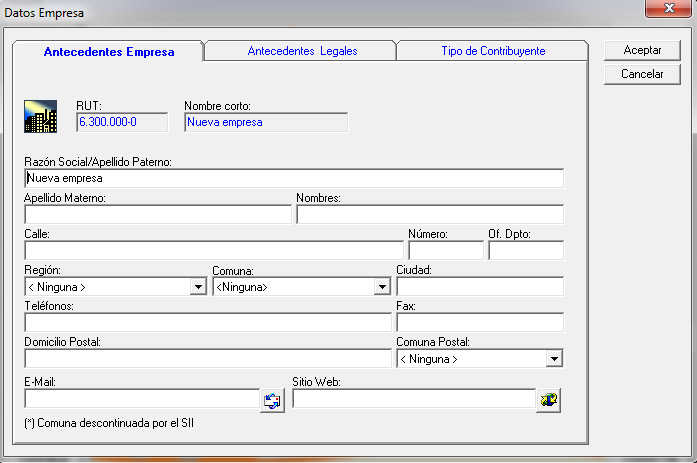 Datos Empresa
Antecedentes Empresa Antecedentes Legales Tipo de Contribuyente
Aceptar
Cancelar
RUT: Nombre corto:
6.300.000-0 Nueva empresa
Razón Social/Apellido Paterno:
Nueva empresa
Apellido Materno: Nombres:
Calle: Número: Of. Dpto:
Región: Comuna: Ciudad:
< Ninguna > <Ninguna>
Teléfonos: Fax:
Domicilio Postal: Comuna Postal:
< Ninguna >
E-Mail: Sitio Web:
(*) Comuna descontinuada por el SII